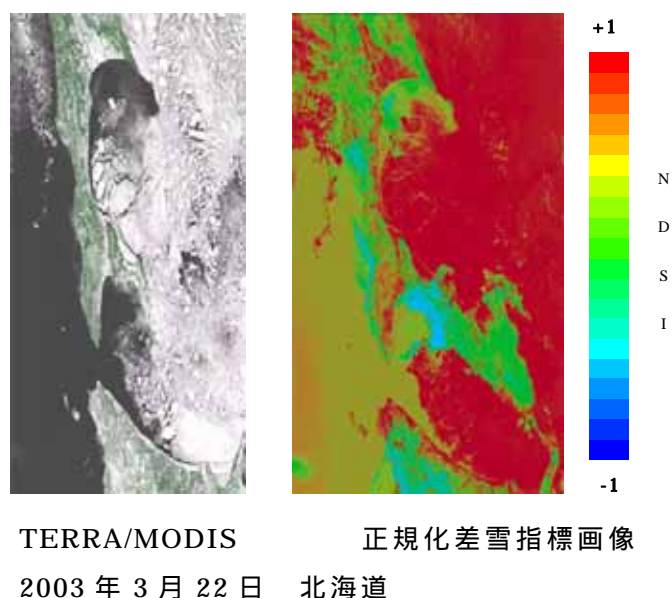 +1
N
D
S
I
-1
TERRA/MODIS 正規化差雪指標画像
2003 年 3 月 22 日 北海道